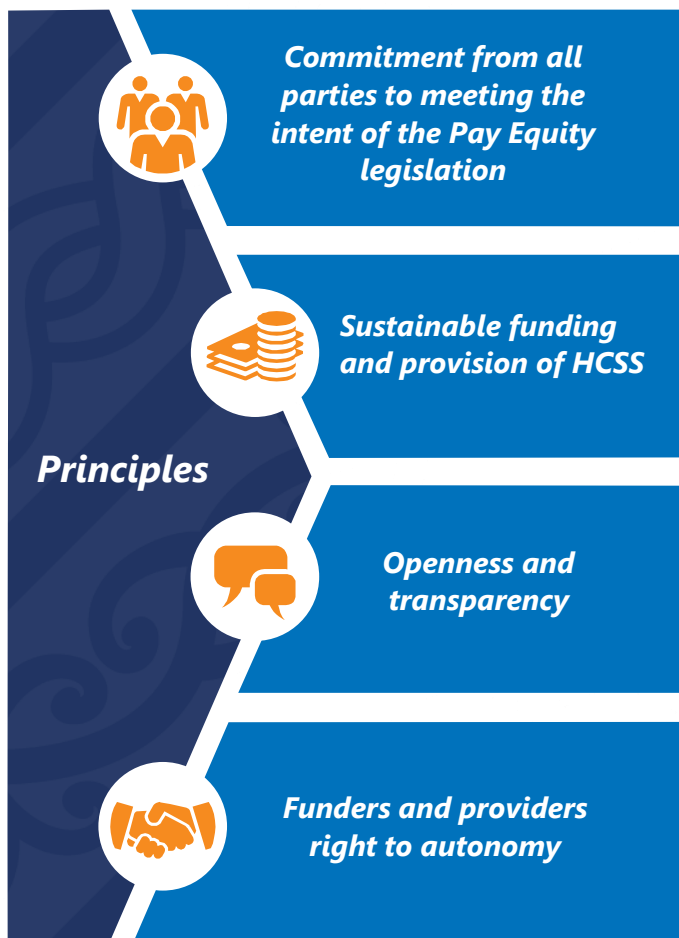 Commitment from all
parties to meeting the
intent of the Pay Equity
legislation
Sustainable funding
and provision of HCSS
Principles
Openness and
transparency
Funders and providers
right to autonomy